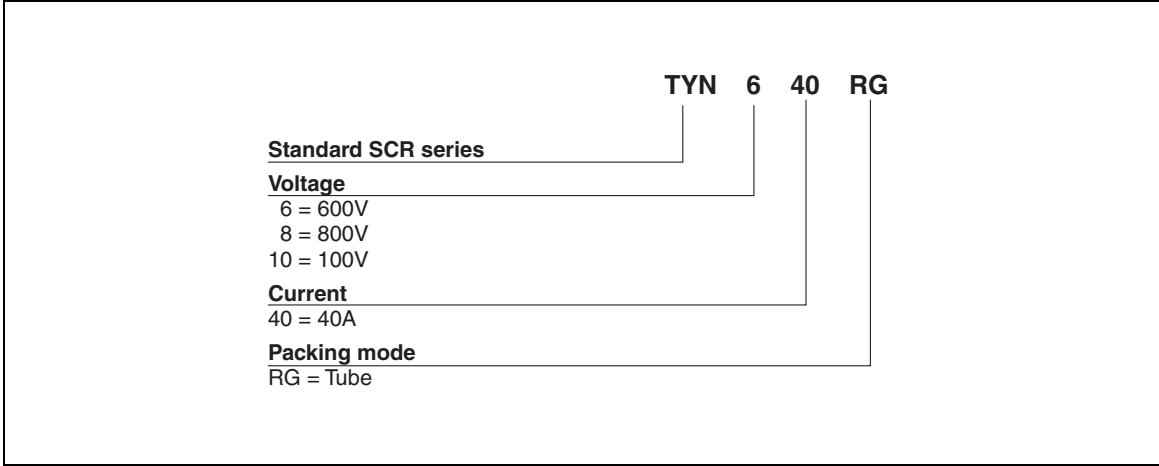 TYN 6 40 RG
Standard SCR series
Voltage
6 = 600V
8 = 800V
10 = 100V
Current
40 = 40A
Packing mode
RG = Tube